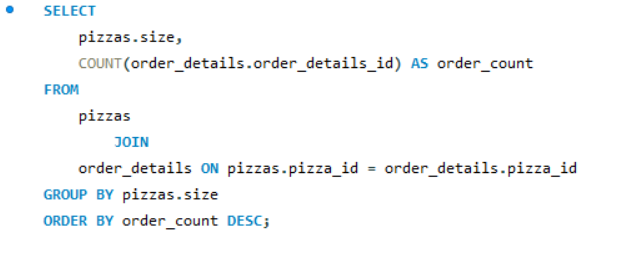 SELECT
pizzas.size,
COUNT(order_details.order_details_id) AS order_count
FROM
pizzas
JOIN
order_details ON pizzas.pizza_id = order_details.pizza_id
GROUP BY pizzas.size
ORDER BY order_count DESC;